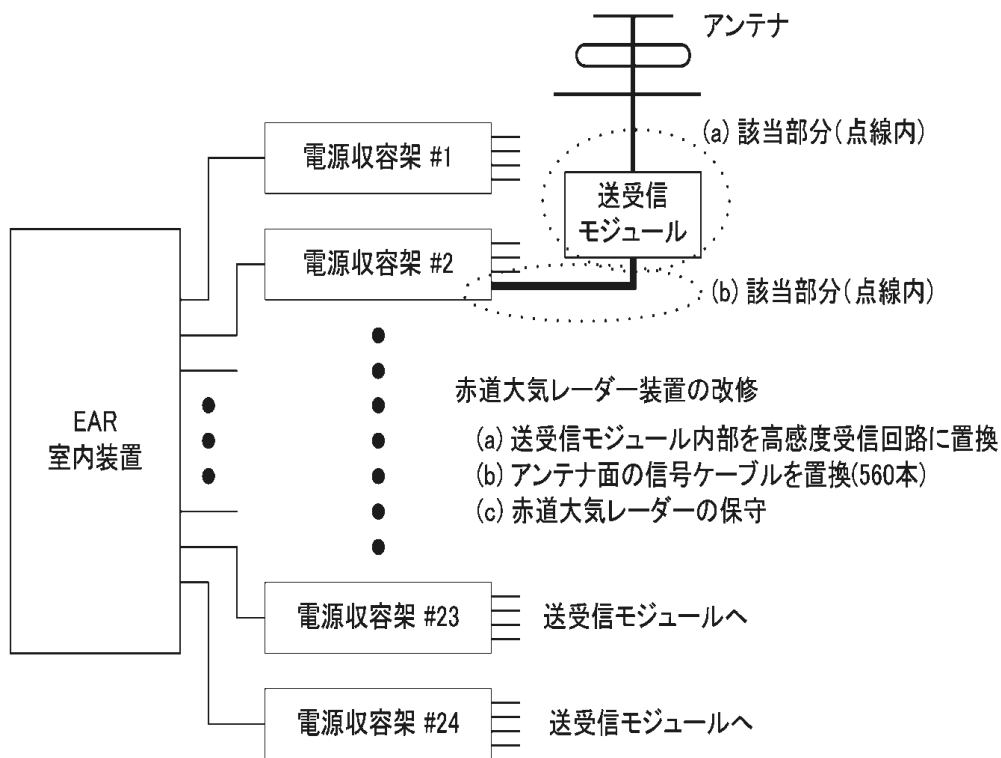 アンテナ
(a) 該当部分(点線内)
電源収容架 #1
送受信
モジュール
電源収容架 #2
(b) 該当部分(点線内)
EAR
室内装置
赤道大気レーダー装置の改修
(a) 送受信モジュール内部を高感度受信回路に置換
(b) アンテナ面の信号ケーブルを置換(560本)
(c) 赤道大気レーダーの保守
電源収容架 #23
送受信モジュールへ
電源収容架 #24
送受信モジュールへ